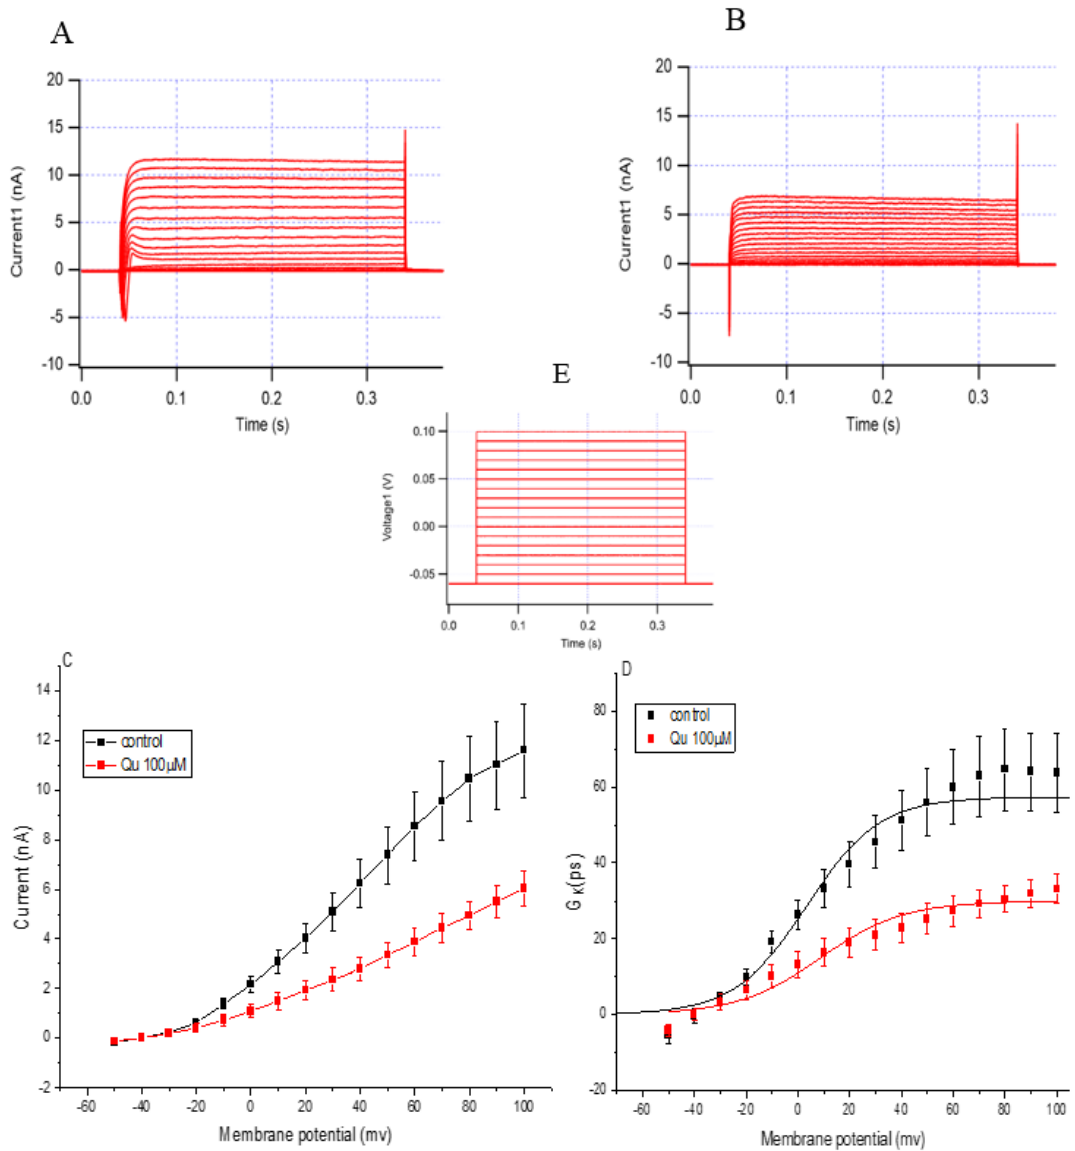 A
B
20
15
10
5
0
-5
-10
Current1 (nA)
0.0 0.1 0.2 0.3
Time (s)
20
15
10
5
0
-5
-10
Current1 (nA)
0.0 0.1 0.2 0.3
Time (s)
E
0.10
0.05
0.00
-0.05
Voltage1 (V)
0.0 0.1 0.2 0.3
Time (s)
C
14
12
10
8
6
4
2
0
-2
Current (nA)
control
Qu 100μM
-60 -40 -20 0 20 40 60 80 100
Membrane potential (mv)
D
80
60
40
20
0
-20
G K(ps)
control
Qu 100μM
-60 -40 -20 0 20 40 60 80 100
Membrane potential (mv)